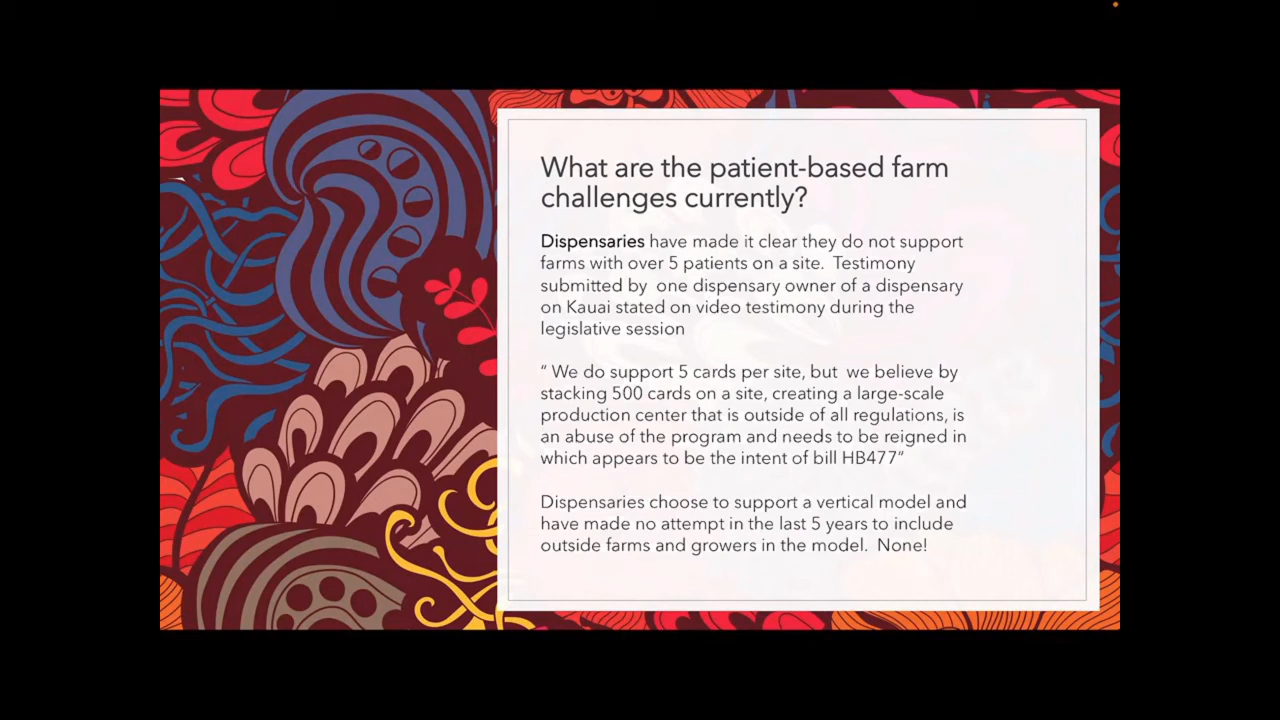 What are the patient-based farm
challenges currently?
Dispensaries have made it clear they do not support
farms with over 5 patients on a site.  Testimony
submitted by  one dispensary owner of a dispensary
on Kauai stated on video testimony during the
legislative session
“ We do support 5 cards per site, but  we believe by
stacking 500 cards on a site, creating a large-scale
production center that is outside of all regulations, is
an abuse of the program and needs to be reigned in
which appears to be the intent of bill HB477”
Dispensaries choose to support a vertical model and
have made no attempt in the last 5 years to include
outside farms and growers in the model.  None!